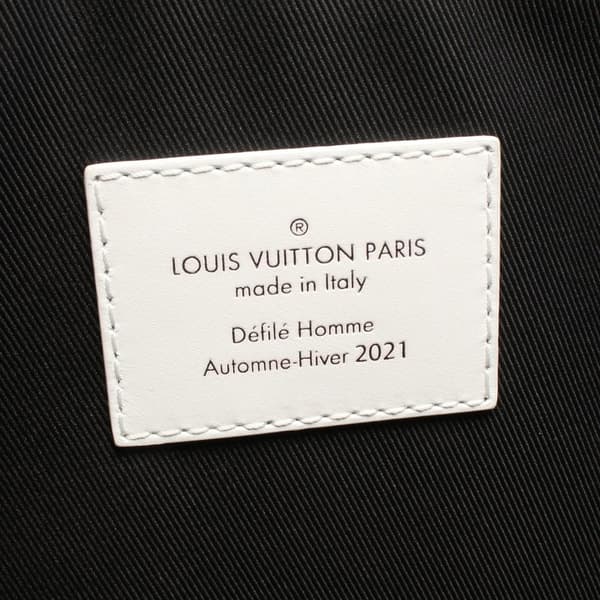 ®
LOUIS VUITTON PARIS
made in Italy
Défilé Homme
Automne-Hiver 2021